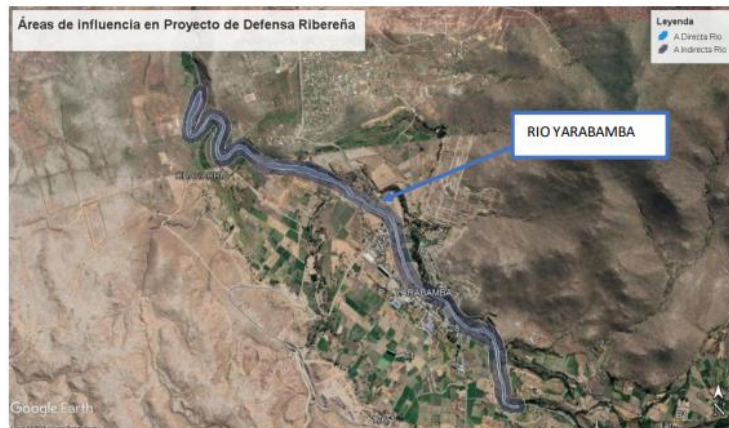 Áreas de influencia en Proyecto de Defensa Ribereña
Leyenda
A Directa Rio
A Indirecta Rio
RIO YARABAMBA
YARABAMBA
Google Earth